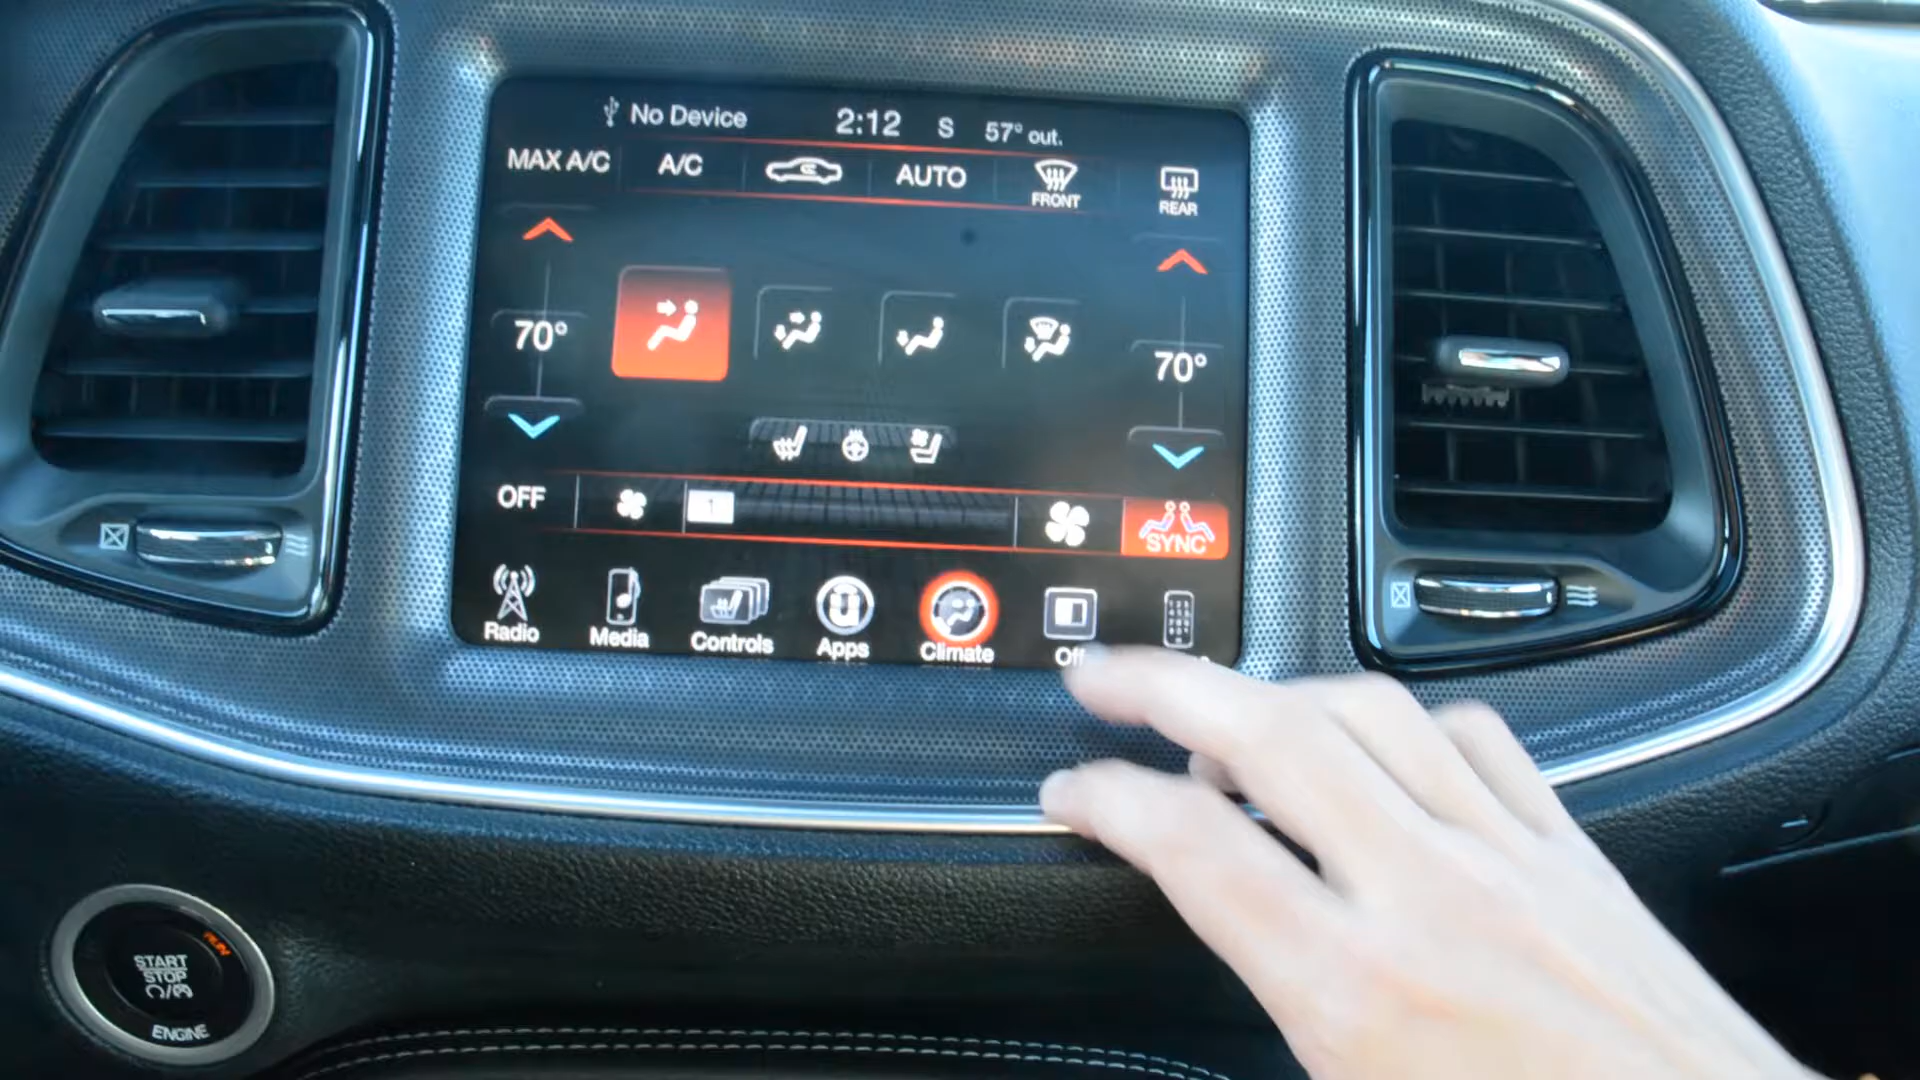 No Device 2:12 S 57° out.
MAX A/C A/C AUTO FRONT REAR
70° 70°
OFF 1 SYNC
Radio Media Controls Apps Climate Off
RUN
START
STOP
ENGINE